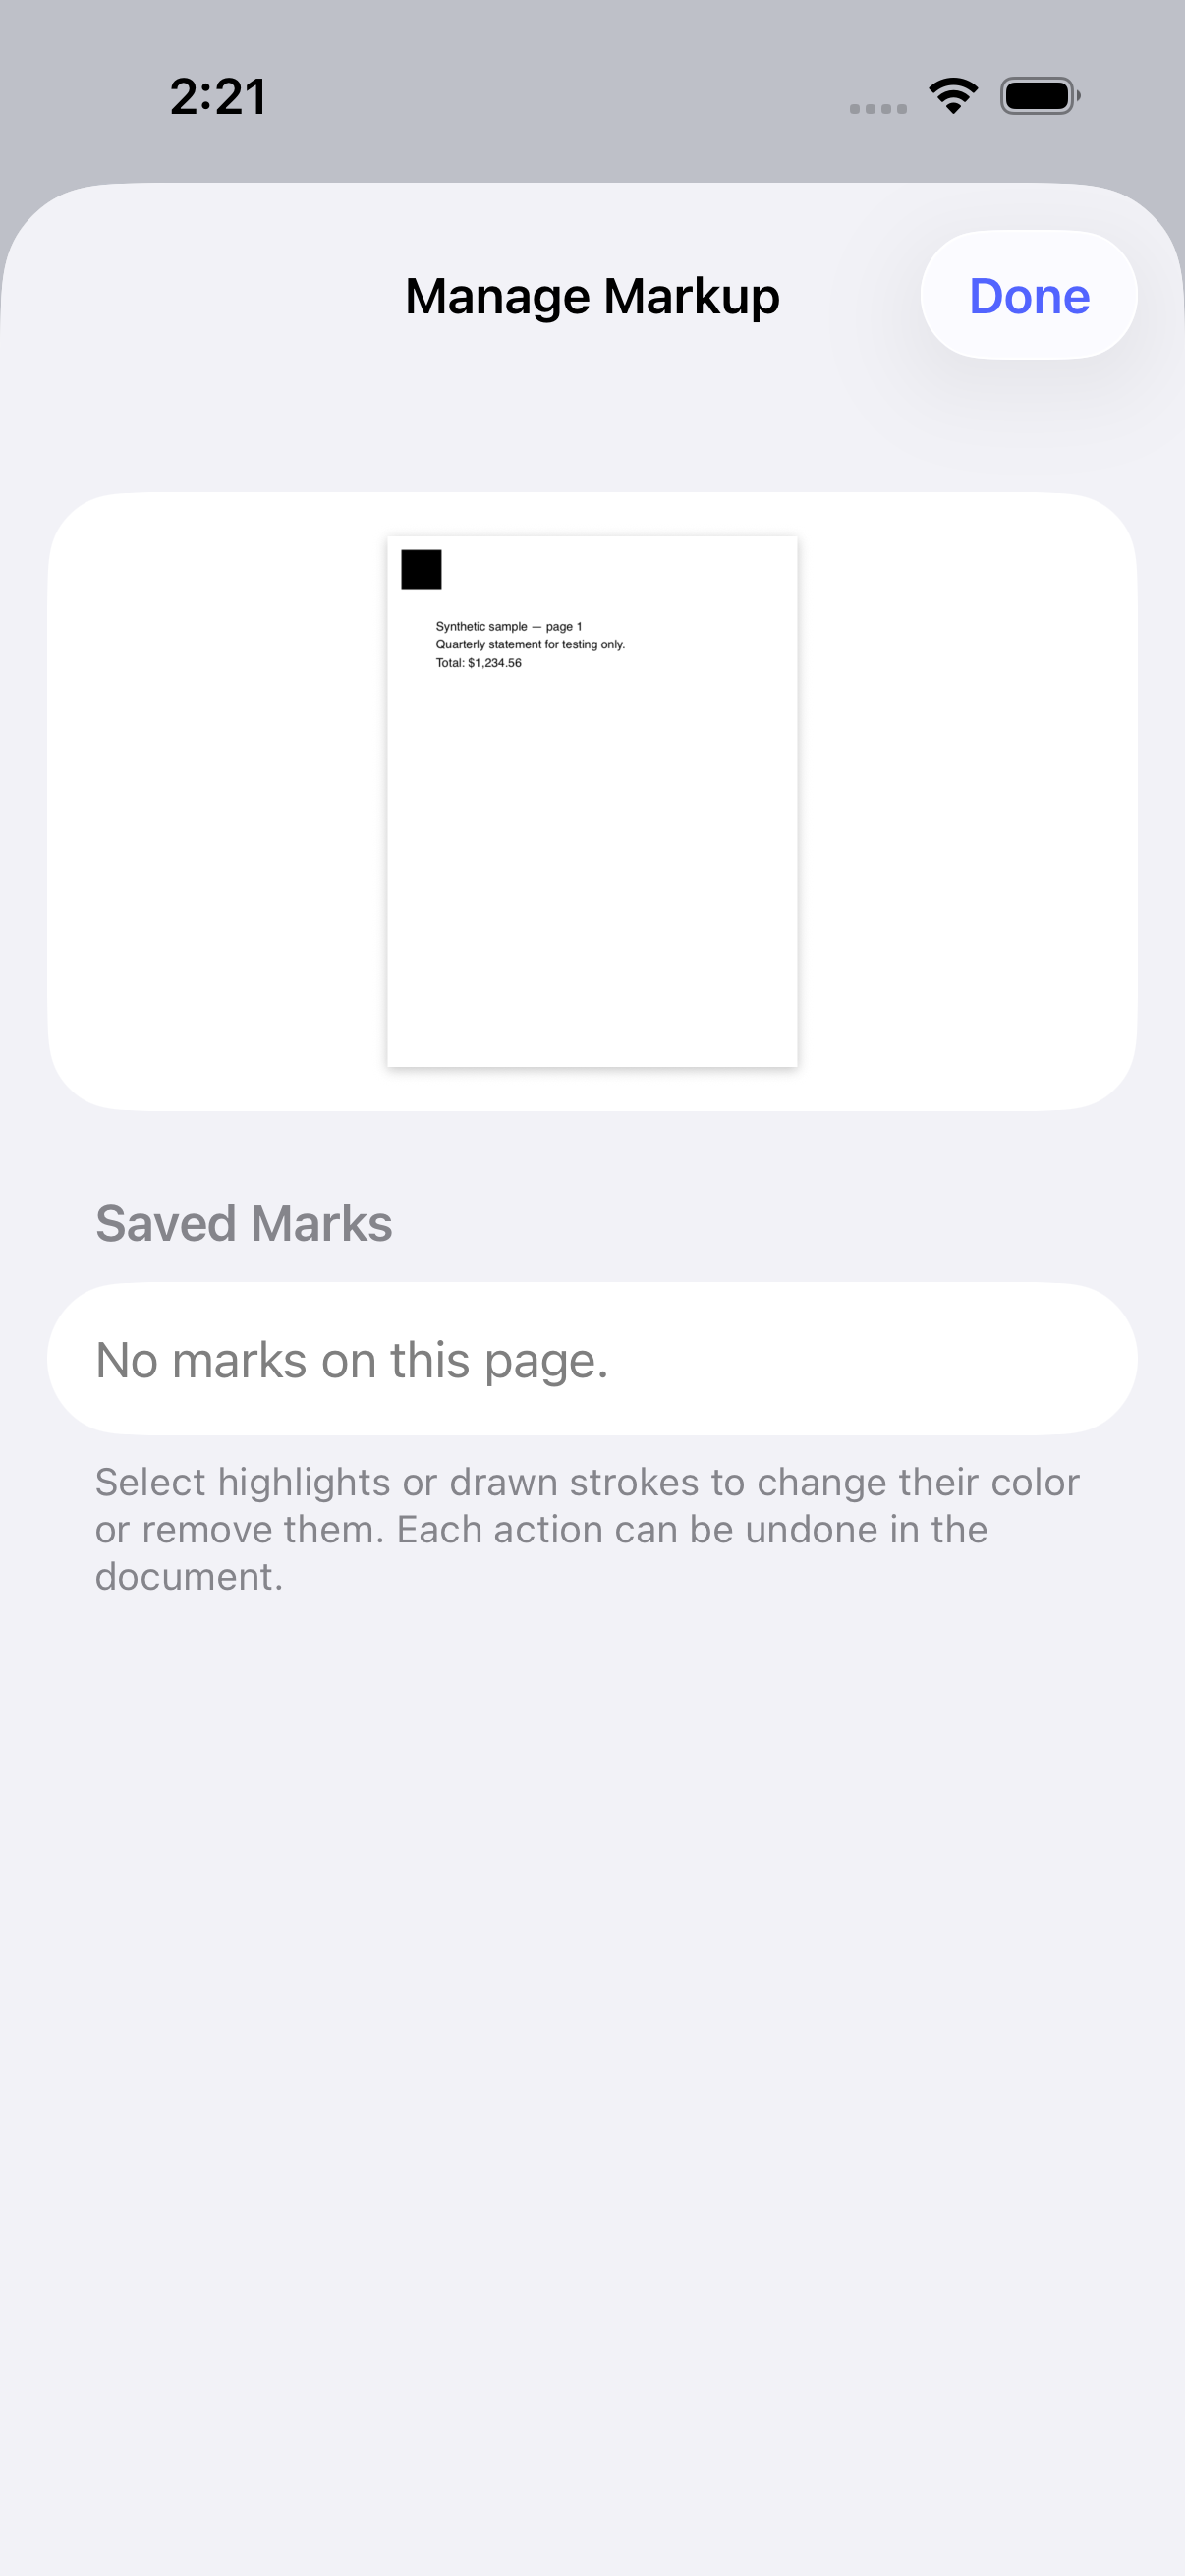 2:21
Manage Markup
Done
Synthetic sample — page 1
Quarterly statement for testing only.
Total: $1,234.56
Saved Marks
No marks on this page.
Select highlights or drawn strokes to change their color
or remove them. Each action can be undone in the
document.